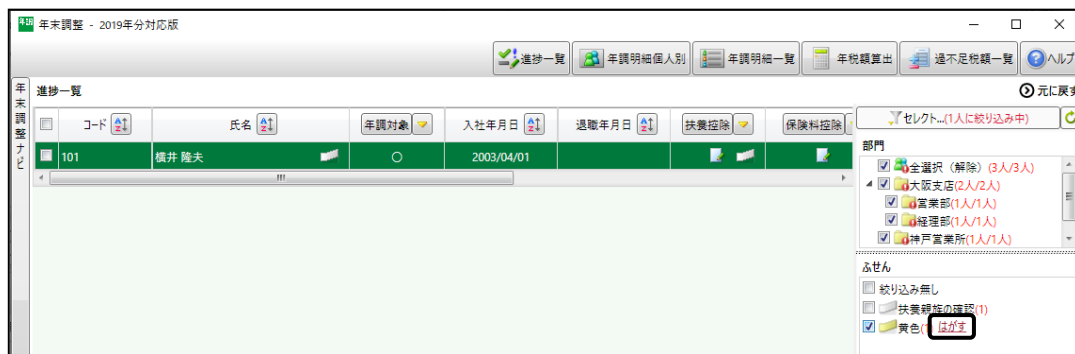 年調 年末調整 - 2019年分対応版
進捗一覧 年調明細個人別 年調明細一覧 年税額算出 過不足税額一覧 ヘルプ
年末調整ナビ
進捗一覧 元に戻す
コード 氏名 年調対象 入社年月日 退職年月日 扶養控除 保険料控除
101 横井 隆夫 ○ 2003/04/01
セレクト...(1人に絞り込み中)
部門
全選択（解除）(3人/3人)
大阪支店(2人/2人)
営業部(1人/1人)
経理部(1人/1人)
神戸営業所(1人/1人)
ふせん
絞り込み無し
扶養親族の確認(1)
黄色(1) はがす